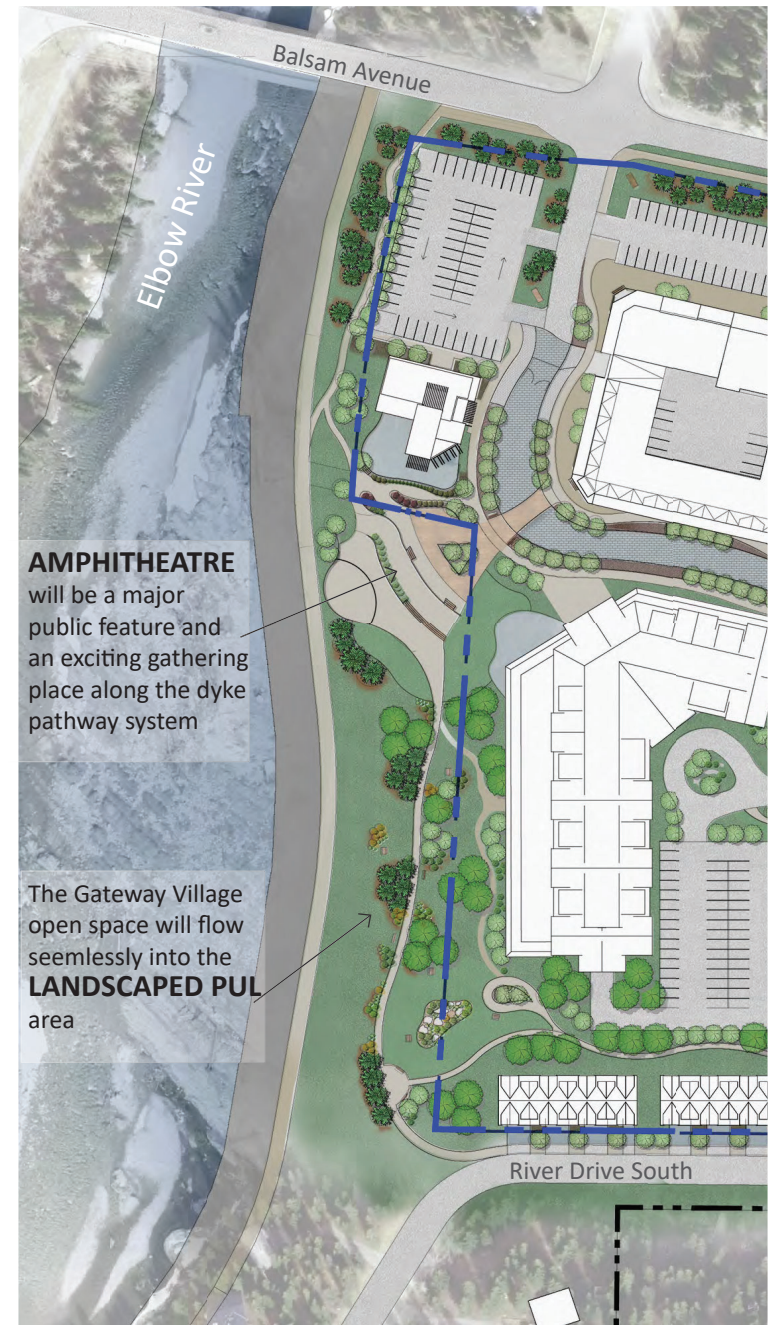 Balsam Avenue
Elbow River
AMPHITHEATRE
will be a major
public feature and
an exciting gathering
place along the dyke
pathway system
The Gateway Village
open space will flow
seemlessly into the
LANDSCAPED PUL
area
River Drive South